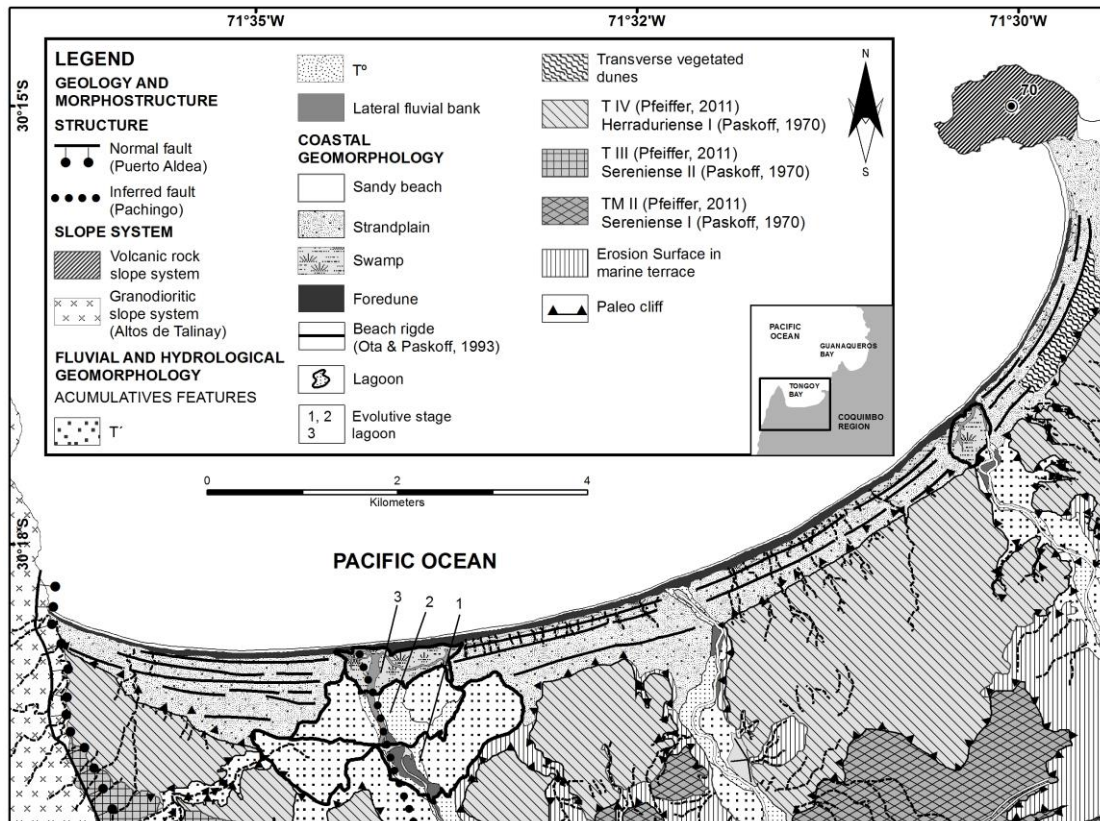 71°35'W
71°32'W
71°30'W
30°15'S
30°18'S
LEGEND
GEOLOGY AND
MORPHOSTRUCTURE
STRUCTURE
Normal fault
(Puerto Aldea)
Inferred fault
(Pachingo)
SLOPE SYSTEM
Volcanic rock
slope system
Granodioritic
slope system
(Altos de Talinay)
FLUVIAL AND HYDROLOGICAL
GEOMORPHOLOGY
ACUMULATIVES FEATURES
T´
Tº
Lateral fluvial bank
COASTAL
GEOMORPHOLOGY
Sandy beach
Strandplain
Swamp
Foredune
Beach rigde
(Ota & Paskoff, 1993)
Lagoon
1, 2
3
Evolutive stage
lagoon
Transverse vegetated
dunes
T IV (Pfeiffer, 2011)
Herraduriense I (Paskoff, 1970)
T III (Pfeiffer, 2011)
Sereniense II (Paskoff, 1970)
TM II (Pfeiffer, 2011)
Sereniense I (Paskoff, 1970)
Erosion Surface in
marine terrace
Paleo cliff
N
S
PACIFIC
OCEAN
GUANAQUEROS
BAY
TONGOY
BAY
COQUIMBO
REGION
70
0 2 4
Kilometers
PACIFIC OCEAN
3 2 1